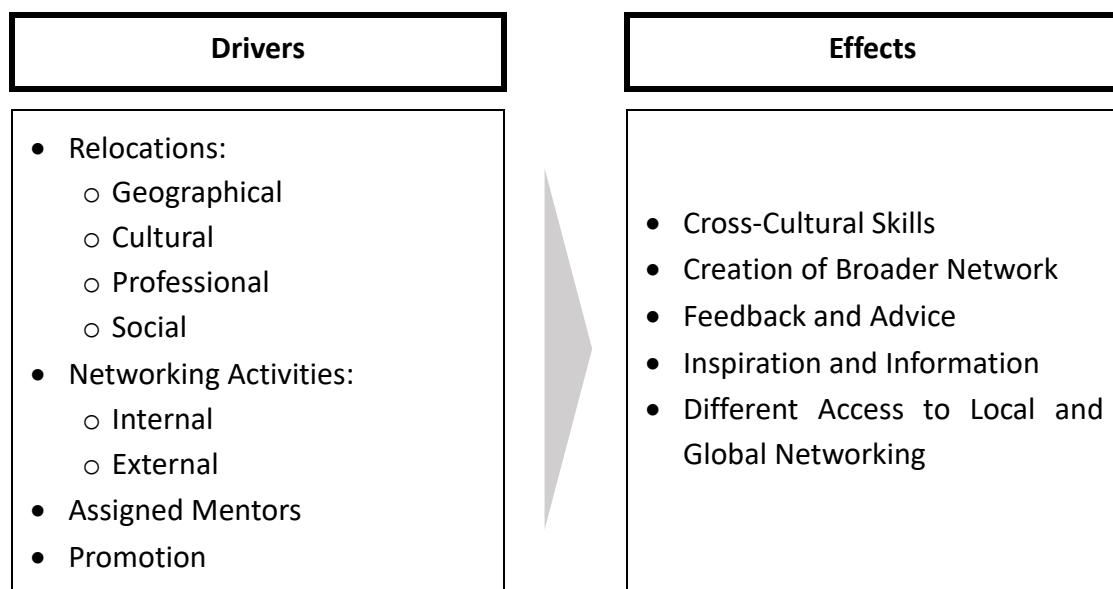 Drivers
• Relocations:
o Geographical
o Cultural
o Professional
o Social
• Networking Activities:
o Internal
o External
• Assigned Mentors
• Promotion
Effects
• Cross-Cultural Skills
• Creation of Broader Network
• Feedback and Advice
• Inspiration and Information
• Different Access to Local and
Global Networking